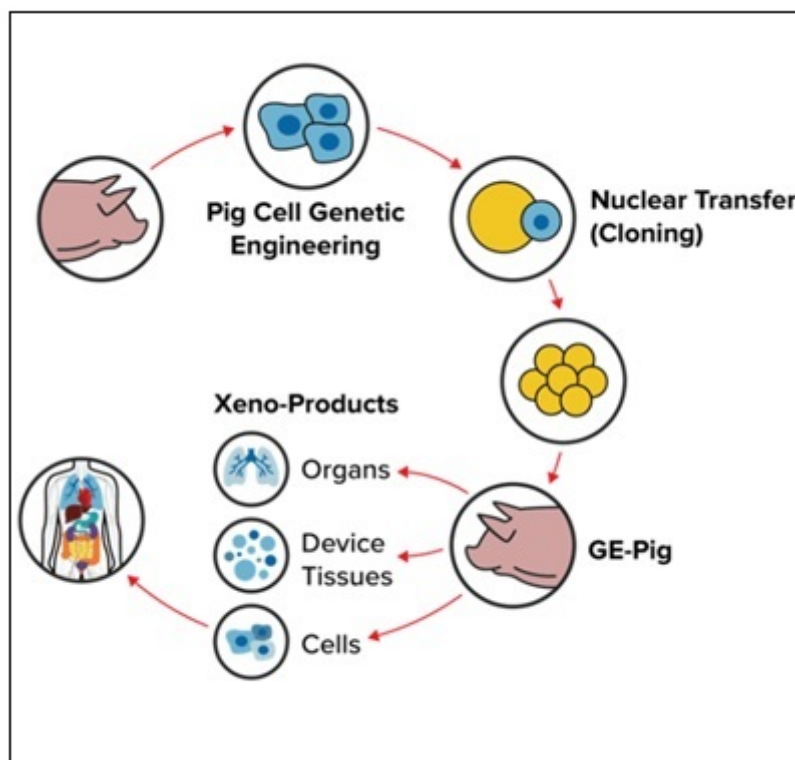 Pig Cell Genetic
Engineering
Nuclear Transfer
(Cloning)
Xeno-Products
Organs
Device
Tissues
Cells
GE-Pig